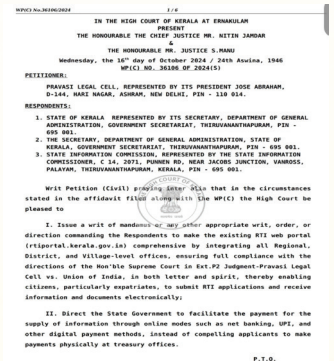 WP(C) No.36106/2024
1 / 6
IN THE HIGH COURT OF KERALA AT ERNAKULAM
PRESENT
THE HONOURABLE THE CHIEF JUSTICE MR. NITIN JAMDAR
&
THE HONOURABLE MR. JUSTICE S.MANU
Wednesday, the 16th day of October 2024 / 24th Aswina, 1946
WP(C) NO. 36106 OF 2024(S)
PETITIONER:
PRAVASI LEGAL CELL, REPRESENTED BY ITS PRESIDENT JOSE ABRAHAM,
D-144, HARI NAGAR, ASHRAM, NEW DELHI, PIN - 110 014.
RESPONDENTS:
1. STATE OF KERALA REPRESENTED BY ITS SECRETARY, DEPARTMENT OF GENERAL
ADMINISTRATION, GOVERNMENT SECRETARIAT, THIRUVANANTHAPURAM, PIN -
695 001.
2. THE SECRETARY, DEPARTMENT OF GENERAL ADMINISTRATION, STATE OF
KERALA, GOVERNMENT SECRETARIAT, THIRUVANANTHAPURAM, PIN - 695 001.
3. STATE INFORMATION COMMISSION, REPRESENTED BY THE STATE INFORMATION
COMMISSIONER, C 14, 2071, PUNNEN RD, NEAR JACOBS JUNCTION, VANROSS,
PALAYAM, THIRUVANANTHAPURAM, KERALA, PIN - 695 001.
Writ Petition (Civil) praying inter alia that in the circumstances
stated in the affidavit filed along with the WP(C) the High Court be
pleased to
I. Issue a writ of mandamus or any other appropriate writ, order, or
direction commanding the Respondents to make the existing RTI web portal
(rtiportal.kerala.gov.in) comprehensive by integrating all Regional,
District, and Village-level offices, ensuring full compliance with the
directions of the Hon'ble Supreme Court in Ext.P2 Judgment-Pravasi Legal
Cell vs. Union of India, in both letter and spirit, thereby enabling
citizens, particularly expatriates, to submit RTI applications and receive
information and documents electronically;
II. Direct the State Government to facilitate the payment for the
supply of information through online modes such as net banking, UPI, and
other digital payment methods, instead of compelling applicants to make
payments physically at treasury offices.
P.T.O.